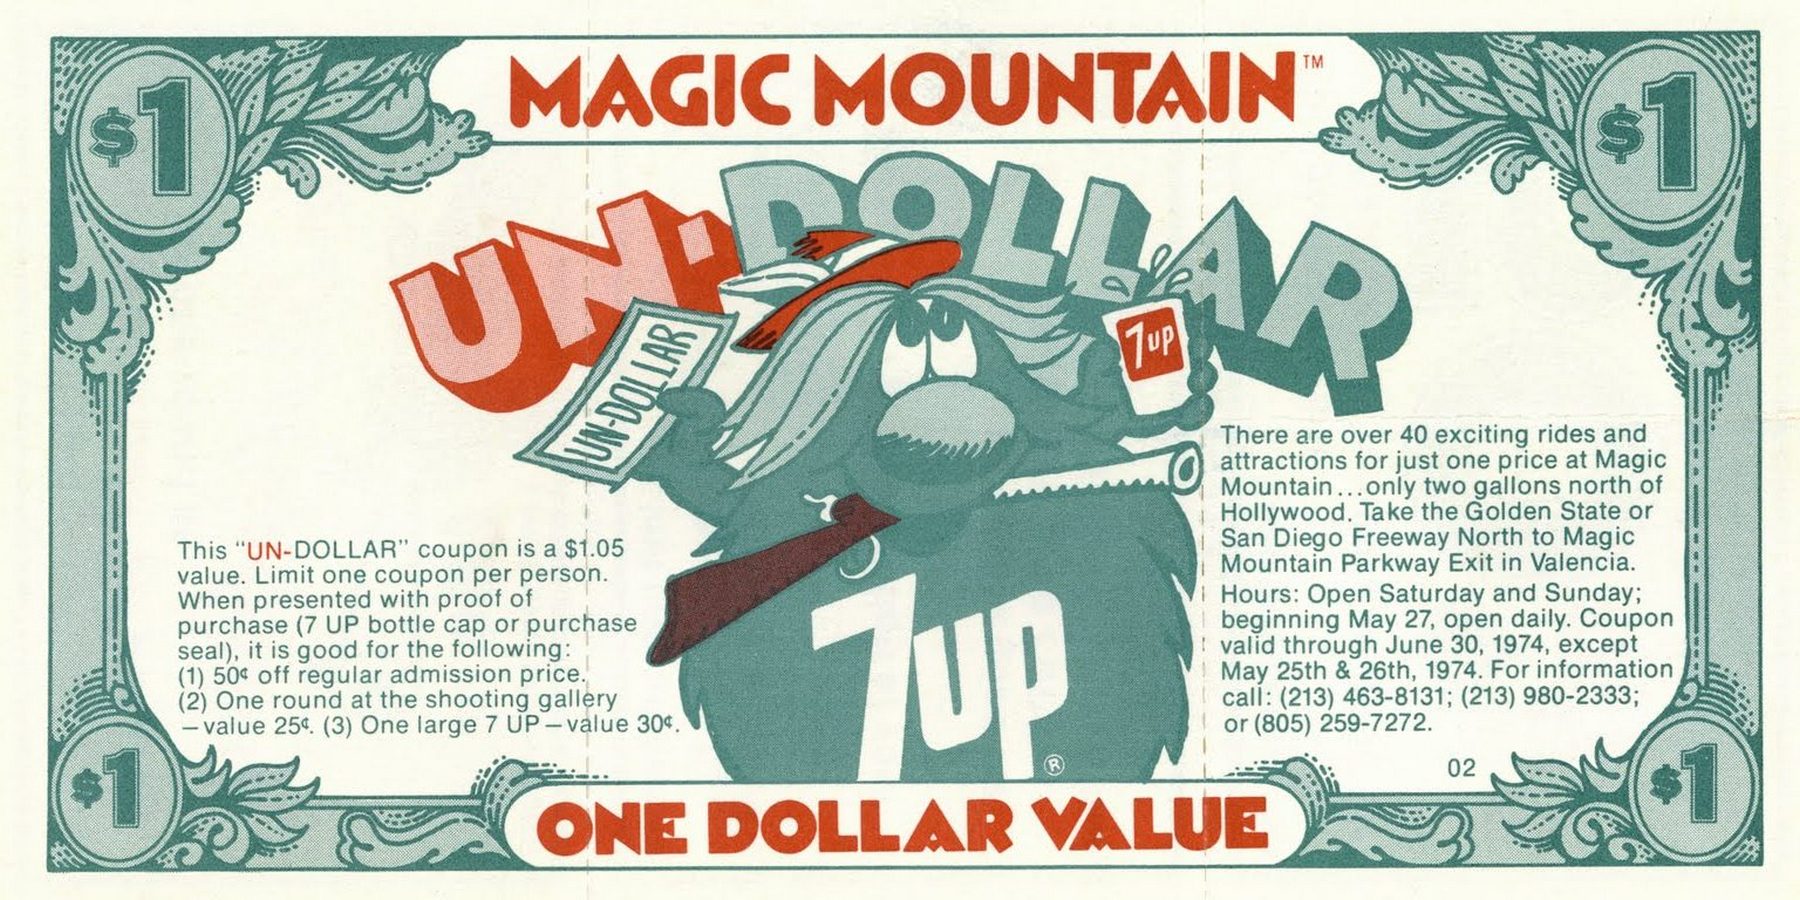 $1
MAGIC MOUNTAIN™
$1
UN-DOLLAR
UN-DOLLAR
7up
This “UN-DOLLAR” coupon is a $1.05
value. Limit one coupon per person.
When presented with proof of
purchase (7 UP bottle cap or purchase
seal), it is good for the following:
(1) 50¢ off regular admission price.
(2) One round at the shooting gallery
—value 25¢. (3) One large 7 UP—value 30¢.
7up®
There are over 40 exciting rides and
attractions for just one price at Magic
Mountain...only two gallons north of
Hollywood. Take the Golden State or
San Diego Freeway North to Magic
Mountain Parkway Exit in Valencia.
Hours: Open Saturday and Sunday;
beginning May 27, open daily. Coupon
valid through June 30, 1974, except
May 25th & 26th, 1974. For information
call: (213) 463-8131; (213) 980-2333;
or (805) 259-7272.
02
$1
ONE DOLLAR VALUE
$1